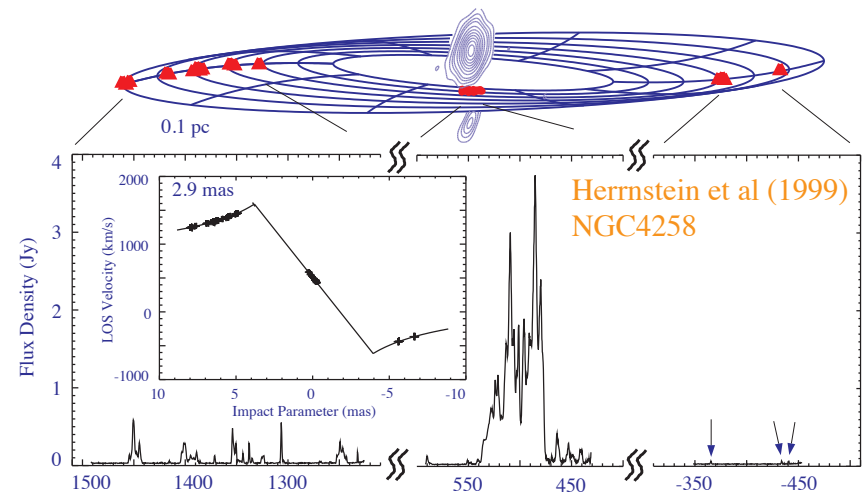 0.1 pc
Herrnstein et al (1999)
NGC4258
2.9 mas
Flux Density (Jy)
4
3
2
1
0
LOS Velocity (km/s)
2000
1000
0
-1000
10 5 0 -5 -10
Impact Parameter (mas)
1500 1400 1300 550 450 -350 -450